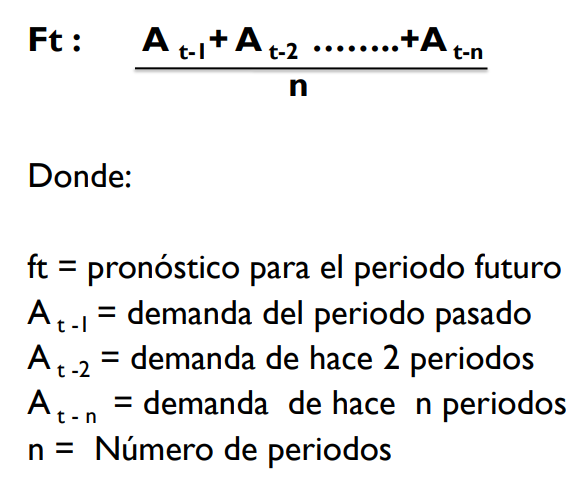 Ft :
A t-1+ A t-2 ........+A t-n
n
Donde:
ft = pronóstico para el periodo futuro
A t -1 = demanda del periodo pasado
A t -2 = demanda de hace 2 periodos
A t - n = demanda de hace n periodos
n = Número de periodos